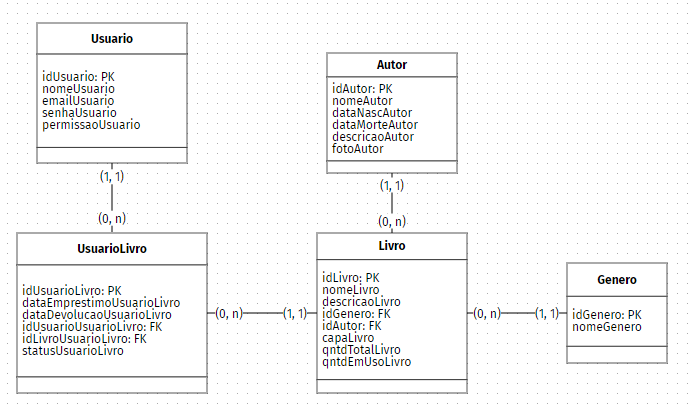 Usuario
idUsuario: PK
nomeUsuario
emailUsuario
senhaUsuario
permissaoUsuario
(1, 1)
(0, n)
Autor
idAutor: PK
nomeAutor
dataNascAutor
dataMorteAutor
descricaoAutor
fotoAutor
(1, 1)
(0, n)
UsuarioLivro
idUsuarioLivro: PK
dataEmprestimoUsuarioLivro
dataDevolucaoUsuarioLivro
idUsuarioUsuarioLivro: FK
idLivroUsuarioLivro: FK
statusUsuarioLivro
(0, n)
(1, 1)
Livro
idLivro: PK
nomeLivro
descricaoLivro
idGenero: FK
idAutor: FK
capaLivro
qntdTotalLivro
qntdEmUsoLivro
(0, n)
(1, 1)
Genero
idGenero: PK
nomeGenero